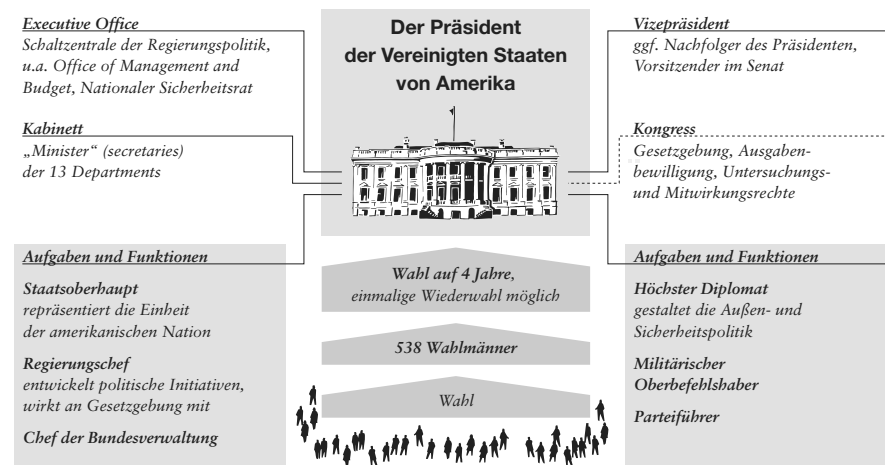 Executive Office
Schaltzentrale der Regierungspolitik,
u.a. Office of Management and
Budget, Nationaler Sicherheitsrat
Kabinett
„Minister“ (secretaries)
der 13 Departments
Der Präsident
der Vereinigten Staaten
von Amerika
Vizepräsident
ggf. Nachfolger des Präsidenten,
Vorsitzender im Senat
Kongress
Gesetzgebung, Ausgaben-
bewilligung, Untersuchungs-
und Mitwirkungsrechte
Aufgaben und Funktionen
Staatsoberhaupt
repräsentiert die Einheit
der amerikanischen Nation
Regierungschef
entwickelt politische Initiativen,
wirkt an Gesetzgebung mit
Chef der Bundesverwaltung
Wahl auf 4 Jahre,
einmalige Wiederwahl möglich
538 Wahlmänner
Wahl
Aufgaben und Funktionen
Höchster Diplomat
gestaltet die Außen- und
Sicherheitspolitik
Militärischer
Oberbefehlshaber
Parteiführer